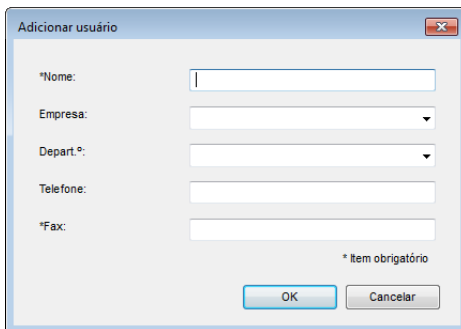 Adicionar usuário
*Nome:
Empresa:
Depart.º:
Telefone:
*Fax:
* Item obrigatório
OK Cancelar